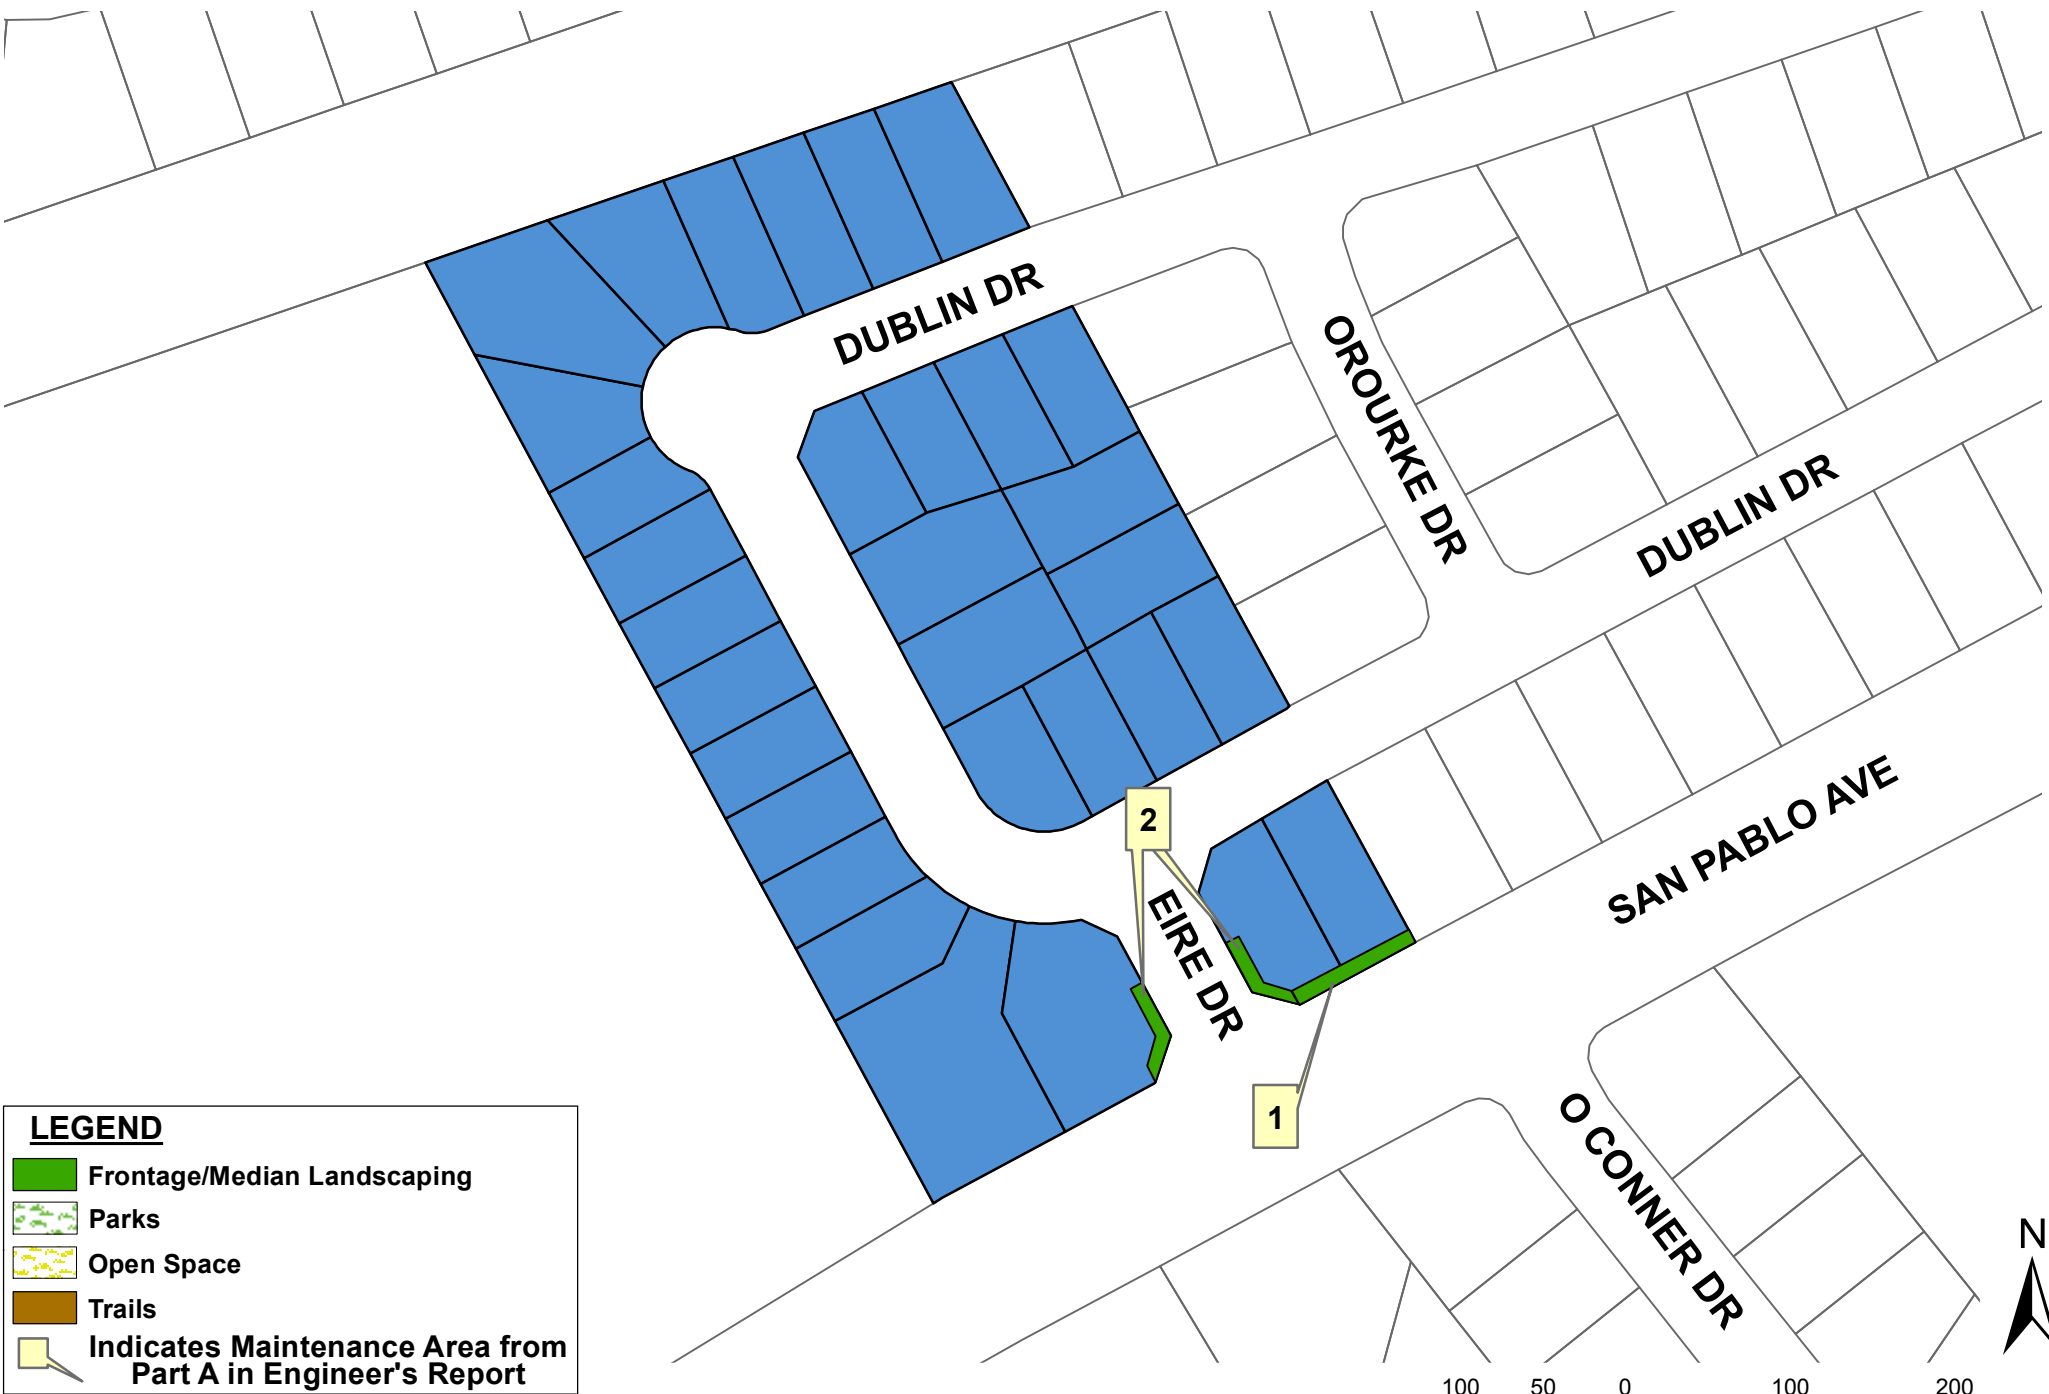 DUBLIN DR
OROURKE DR
DUBLIN DR
SAN PABLO AVE
2
EIRE DR
1
O CONNER DR
LEGEND
Frontage/Median Landscaping
Parks
Open Space
Trails
Indicates Maintenance Area from
Part A in Engineer's Report
N
100 50 0 100 200